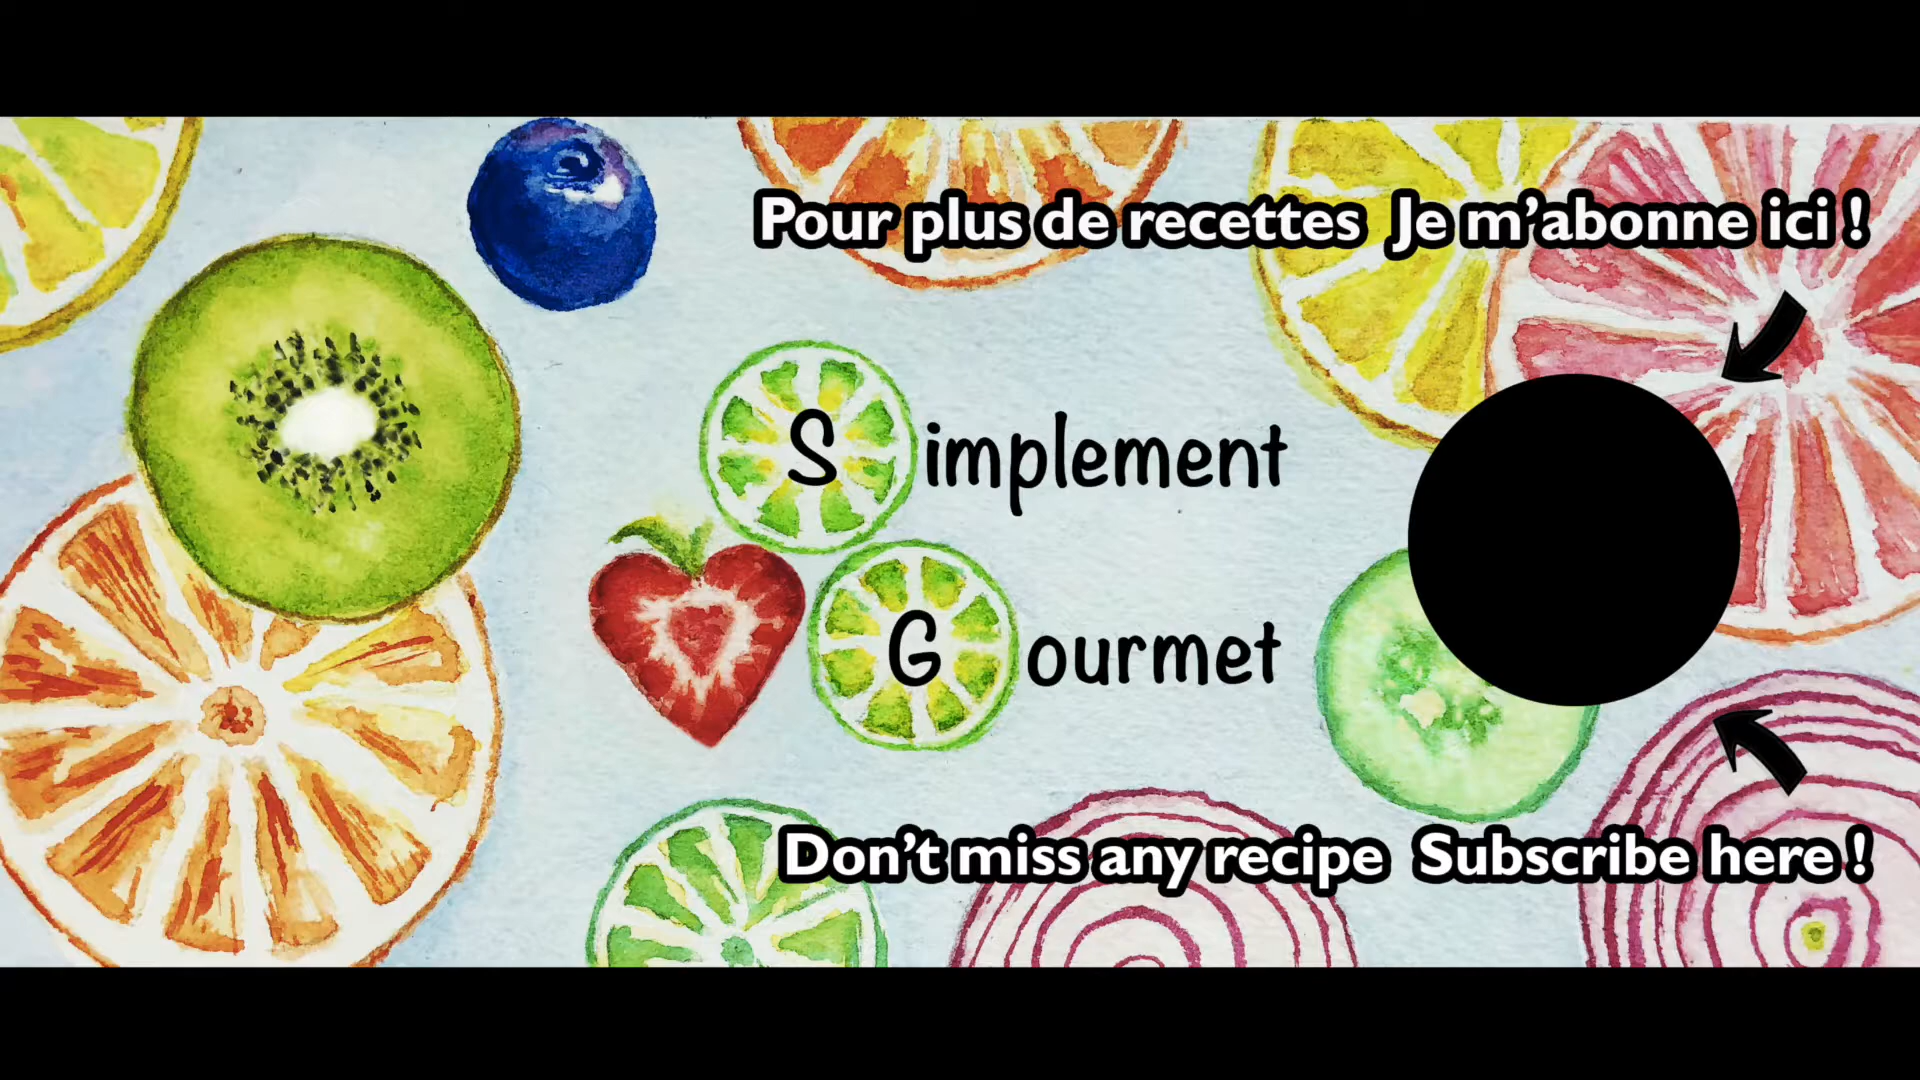 Pour plus de recettes Je m'abonne ici !
Simplement
Gourmet
Don't miss any recipe Subscribe here !